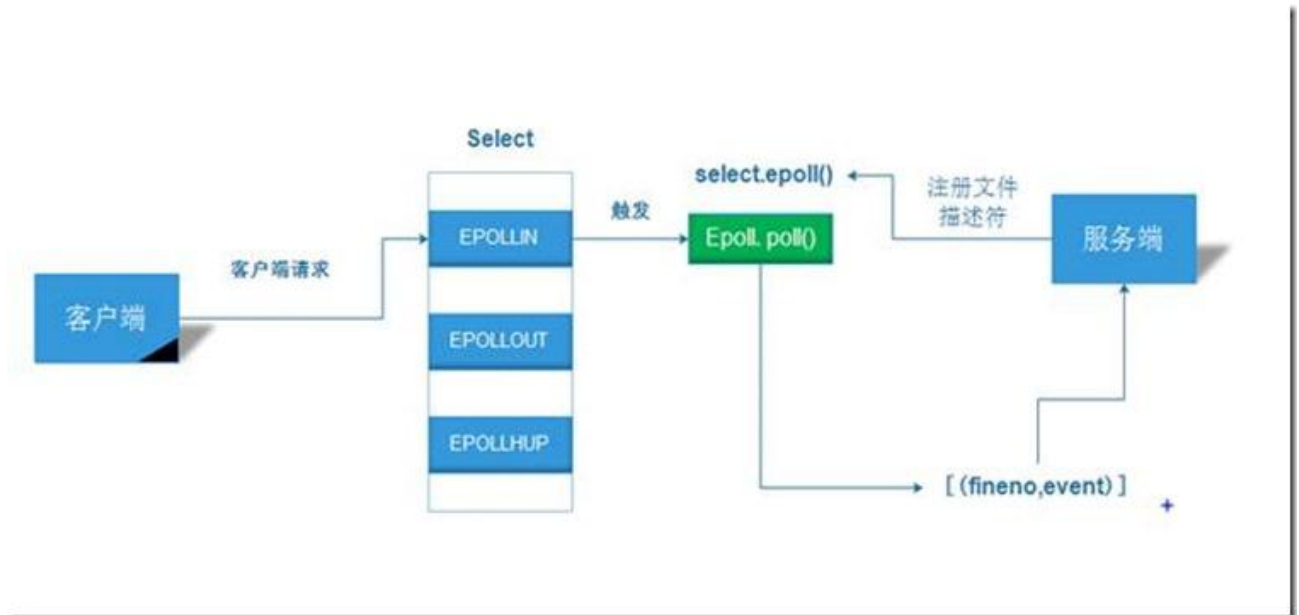 Select
select.epoll()
注册文件
描述符
触发
EPOLLIN
Epoll. poll()
服务端
客户端请求
客户端
EPOLLOUT
EPOLLHUP
[(fineno,event)]